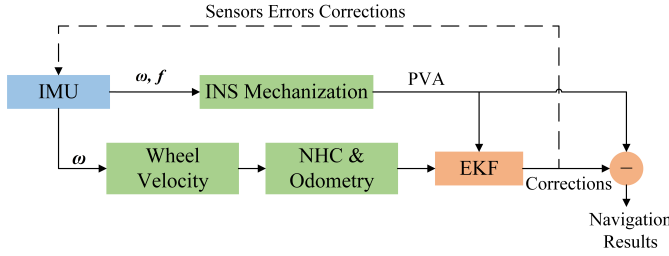 Sensors Errors Corrections
IMU
ω, f
INS Mechanization
PVA
ω
Wheel
Velocity
NHC &
Odometry
EKF
Corrections
−
Navigation
Results